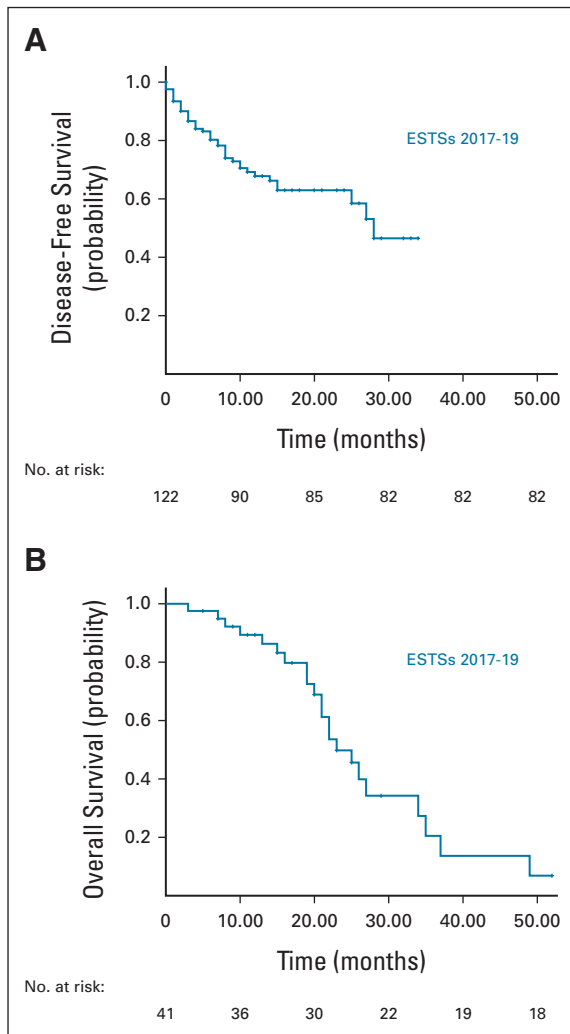 A
Disease-Free Survival
(probability)
1.0
0.8
0.6
0.4
0.2
ESTSs 2017-19
0 10.00 20.00 30.00 40.00 50.00
Time (months)
No. at risk:
122 90 85 82 82 82
B
Overall Survival (probability)
1.0
0.8
0.6
0.4
0.2
ESTSs 2017-19
0 10.00 20.00 30.00 40.00 50.00
Time (months)
No. at risk:
41 36 30 22 19 18